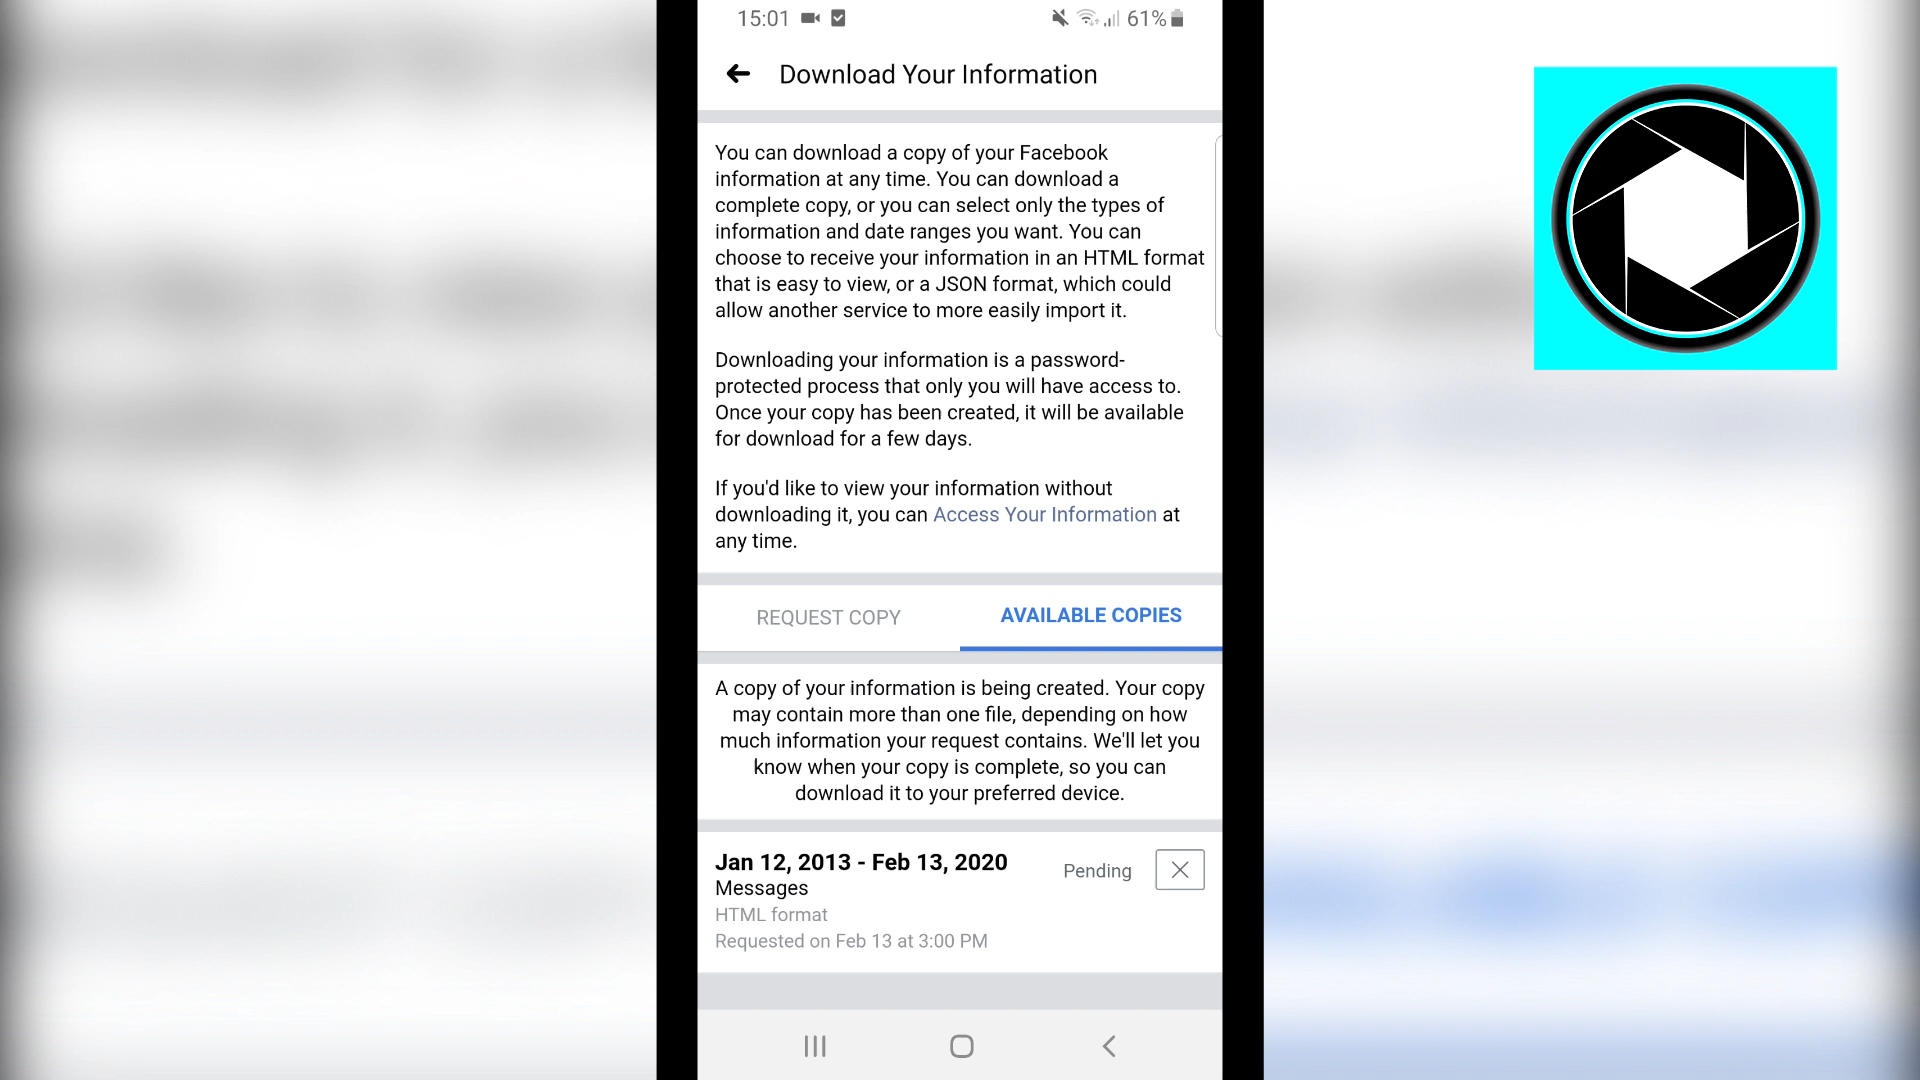 15:01
61%
Download Your Information
You can download a copy of your Facebook
information at any time. You can download a
complete copy, or you can select only the types of
information and date ranges you want. You can
choose to receive your information in an HTML format
that is easy to view, or a JSON format, which could
allow another service to more easily import it.
Downloading your information is a password-
protected process that only you will have access to.
Once your copy has been created, it will be available
for download for a few days.
If you'd like to view your information without
downloading it, you can Access Your Information at
any time.
REQUEST COPY
AVAILABLE COPIES
A copy of your information is being created. Your copy
may contain more than one file, depending on how
much information your request contains. We'll let you
know when your copy is complete, so you can
download it to your preferred device.
Jan 12, 2013 - Feb 13, 2020
Pending
Messages
HTML format
Requested on Feb 13 at 3:00 PM